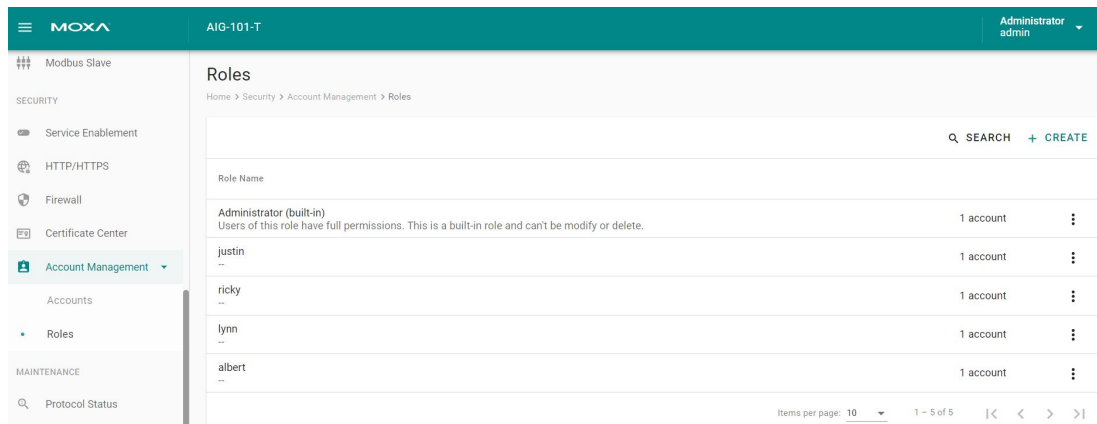 MOXA
AIG-101-T
Administrator
admin
Modbus Slave
SECURITY
Service Enablement
HTTP/HTTPS
Firewall
Certificate Center
Account Management
Accounts
Roles
MAINTENANCE
Protocol Status
Roles
Home > Security > Account Management > Roles
SEARCH + CREATE
Role Name
Administrator (built-in)
Users of this role have full permissions. This is a built-in role and can't be modify or delete.
1 account
justin
--
1 account
ricky
--
1 account
lynn
--
1 account
albert
--
1 account
Items per page: 10 1 – 5 of 5